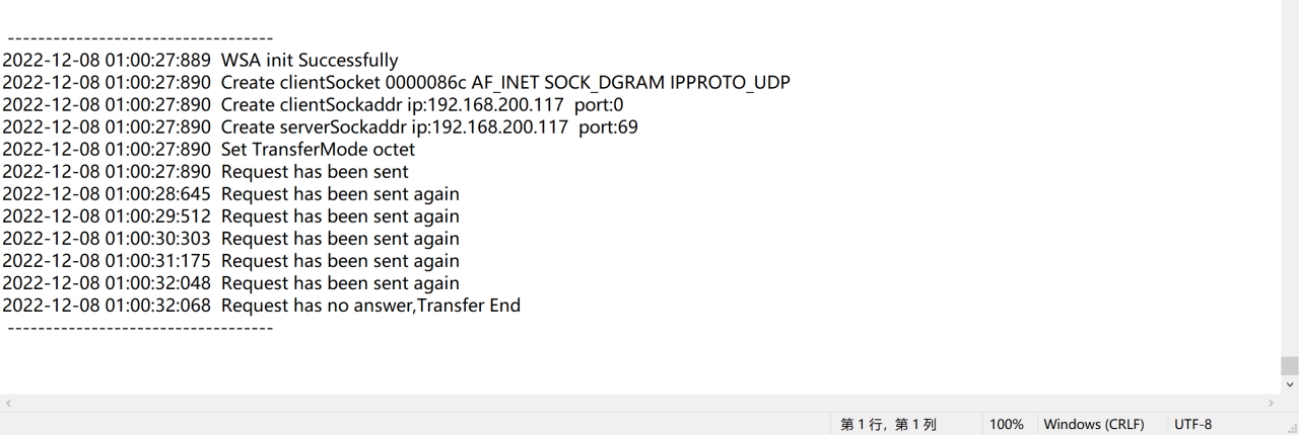 -----------------------------------
2022-12-08 01:00:27:889 WSA init Successfully
2022-12-08 01:00:27:890 Create clientSocket 0000086c AF_INET SOCK_DGRAM IPPROTO_UDP
2022-12-08 01:00:27:890 Create clientSockaddr ip:192.168.200.117 port:0
2022-12-08 01:00:27:890 Create serverSockaddr ip:192.168.200.117 port:69
2022-12-08 01:00:27:890 Set TransferMode octet
2022-12-08 01:00:27:890 Request has been sent
2022-12-08 01:00:28:645 Request has been sent again
2022-12-08 01:00:29:512 Request has been sent again
2022-12-08 01:00:30:303 Request has been sent again
2022-12-08 01:00:31:175 Request has been sent again
2022-12-08 01:00:32:048 Request has been sent again
2022-12-08 01:00:32:068 Request has no answer,Transfer End
-----------------------------------
第 1 行，第 1 列 100% Windows (CRLF) UTF-8